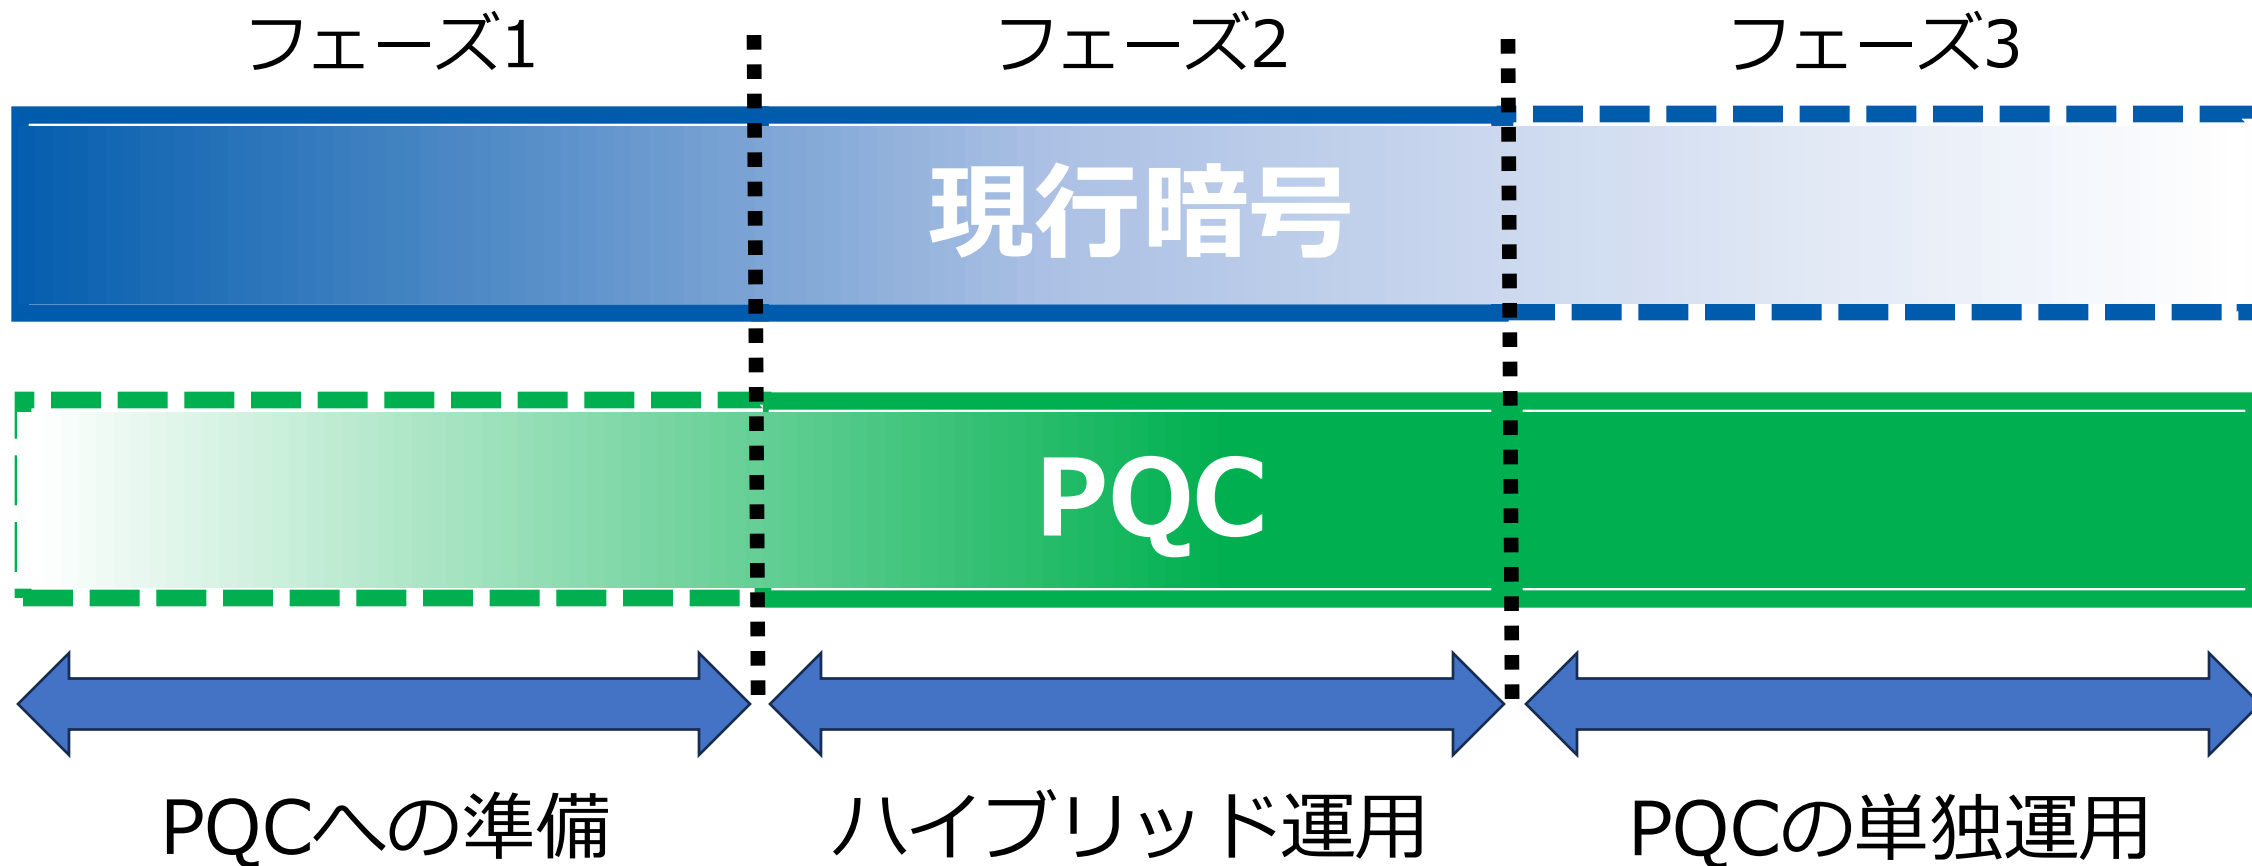 フェーズ1
フェーズ2
フェーズ3
現行暗号
PQC
PQCへの準備
ハイブリッド運用
PQCの単独運用